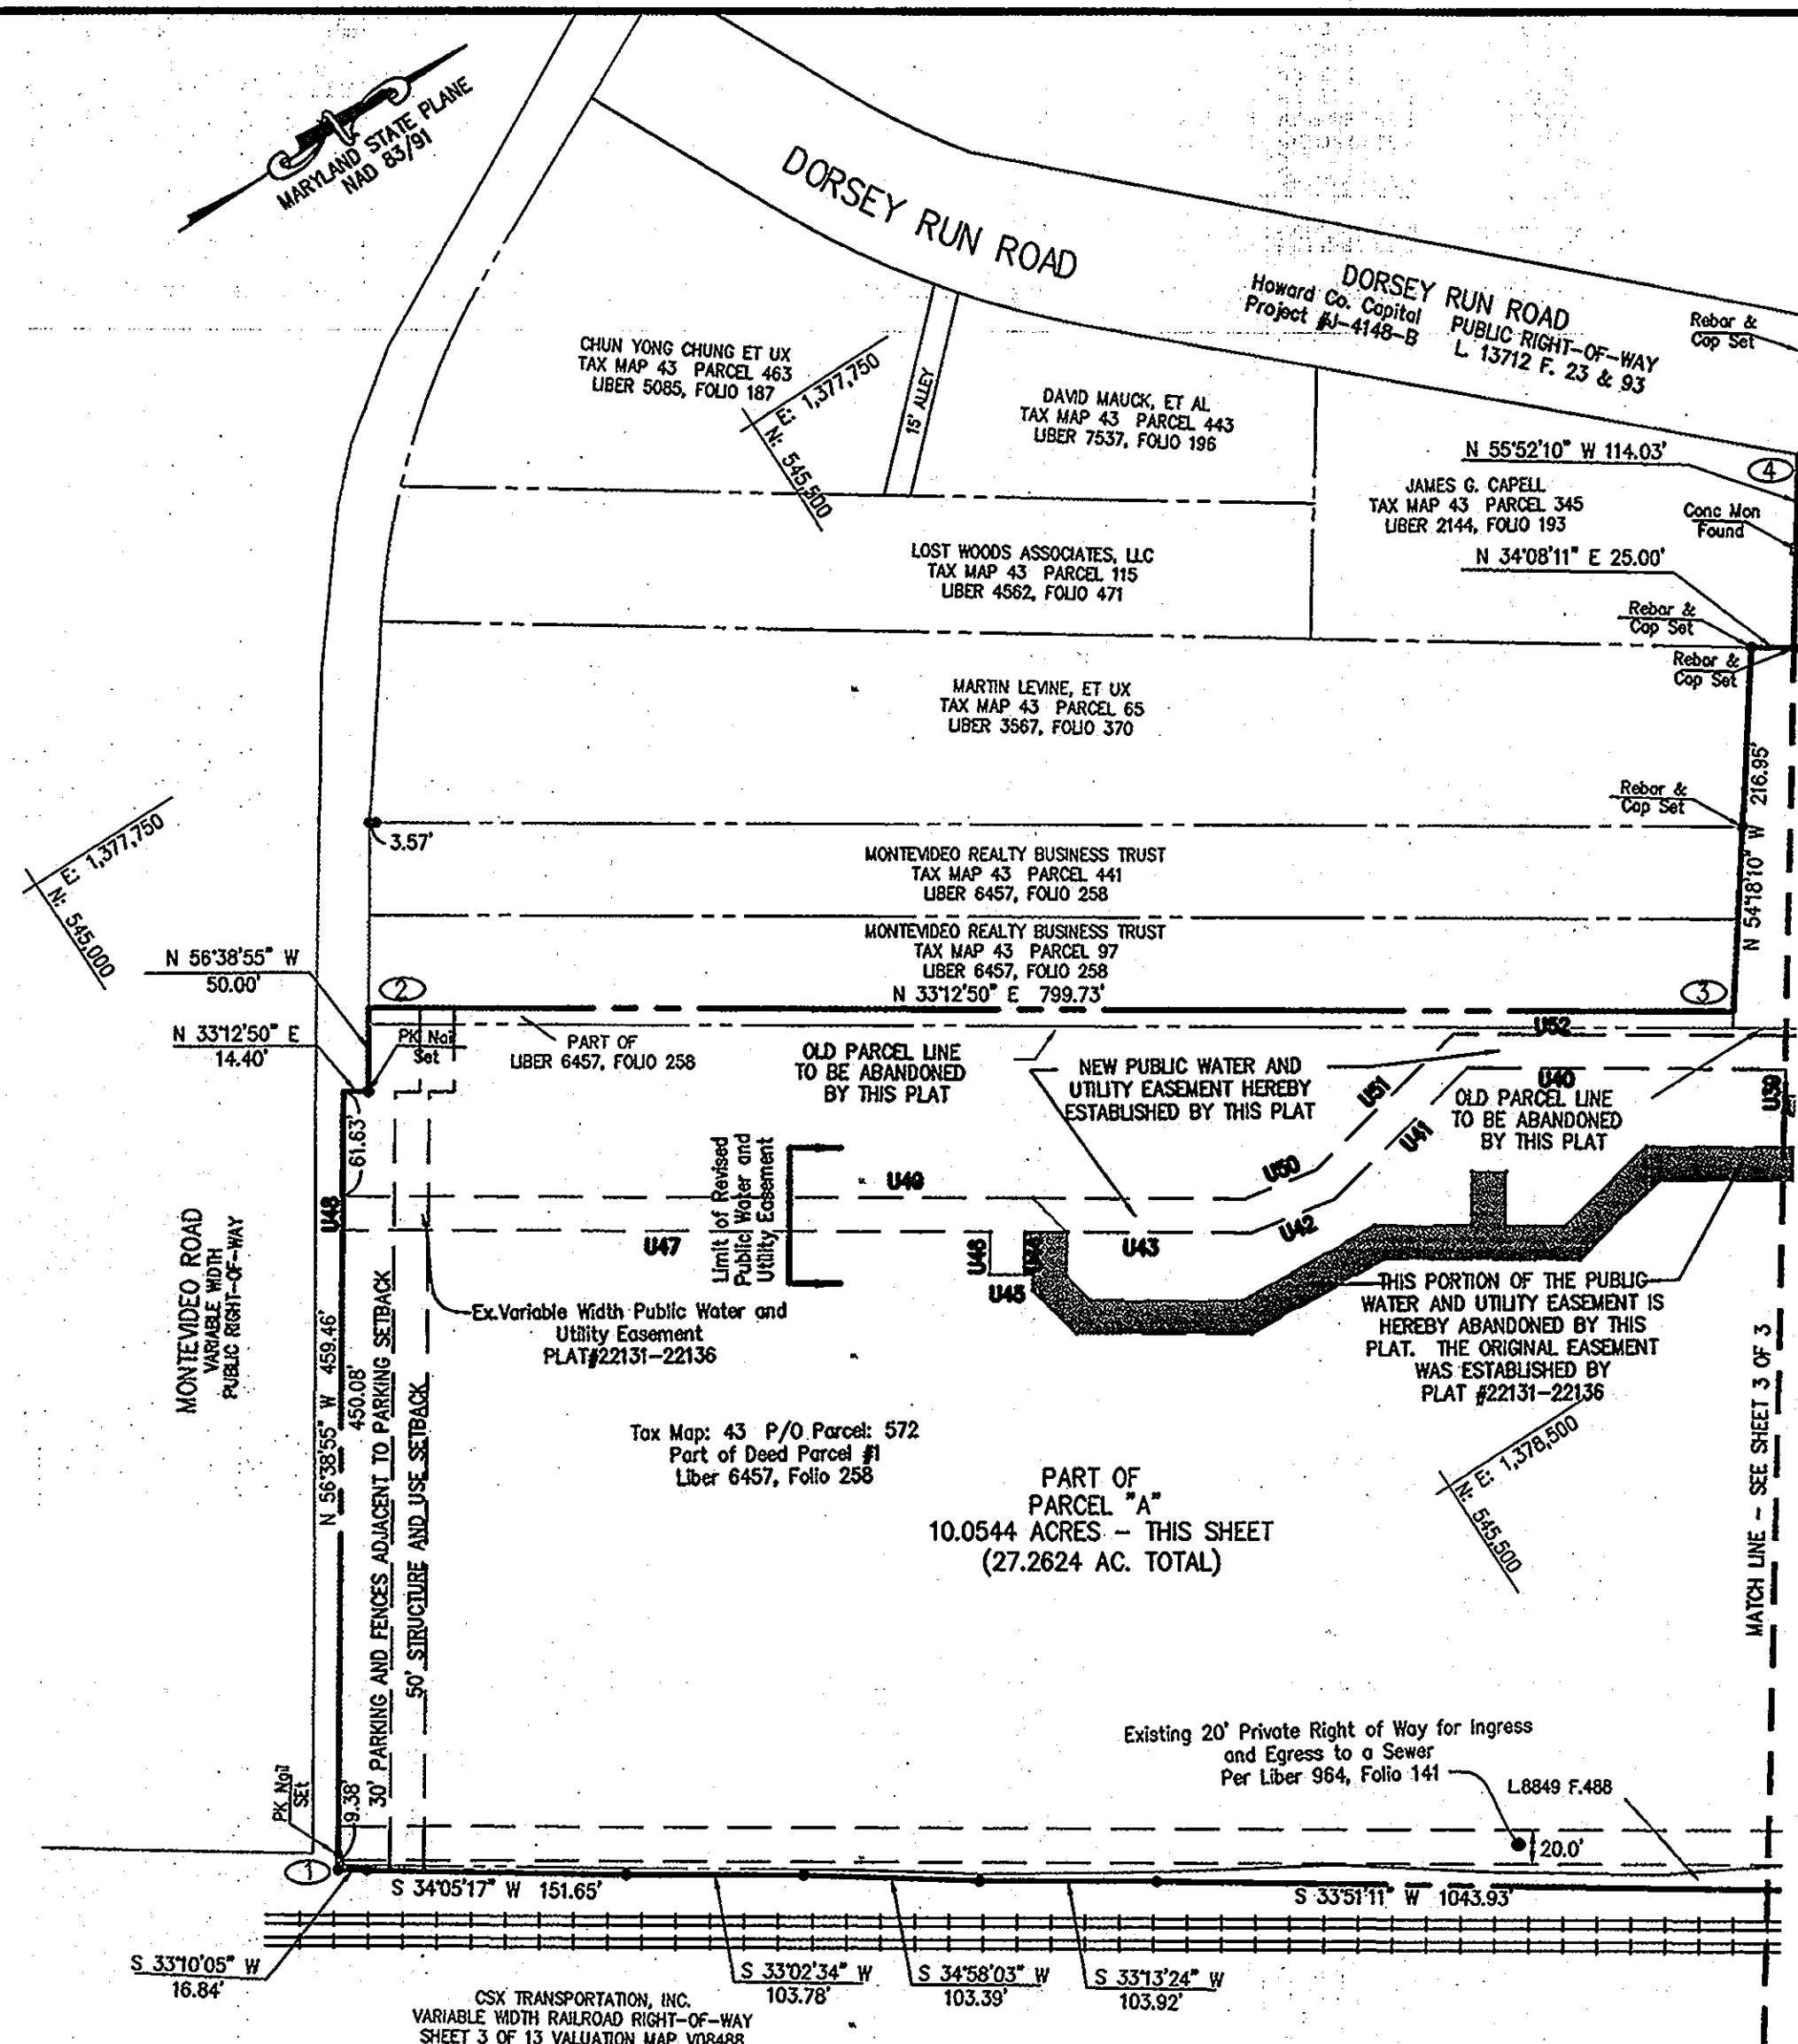 MARYLAND STATE PLANE
NAD 83/91
DORSEY RUN ROAD
DORSEY RUN ROAD
Howard Co. Capital
Project #J-4148-B
PUBLIC RIGHT-OF-WAY
L. 13712 F. 23 & 93
Rebar &
Cap Set
CHUN YONG CHUNG ET UX
TAX MAP 43 PARCEL 463
LIBER 5085, FOLIO 187
E: 1,377,750
N: 545,500
15' ALLEY
DAVID MAUCK, ET AL
TAX MAP 43 PARCEL 443
LIBER 7537, FOLIO 196
N 55°52'10" W 114.03'
4
JAMES G. CAPELL
TAX MAP 43 PARCEL 345
LIBER 2144, FOLIO 193
Conc Mon
Found
N 34°08'11" E 25.00'
LOST WOODS ASSOCIATES, LLC
TAX MAP 43 PARCEL 115
LIBER 4562, FOLIO 471
Rebar &
Cap Set
Rebar &
Cap Set
MARTIN LEVINE, ET UX
TAX MAP 43 PARCEL 65
LIBER 3567, FOLIO 370
Rebar &
Cap Set
N 54°18'10" W 216.95'
3.57'
E: 1,377,750
N: 545,000
MONTEVIDEO REALTY BUSINESS TRUST
TAX MAP 43 PARCEL 441
LIBER 6457, FOLIO 258
MONTEVIDEO REALTY BUSINESS TRUST
TAX MAP 43 PARCEL 97
LIBER 6457, FOLIO 258
N 33°12'50" E 799.73'
N 56°38'55" W
50.00'
2
3
N 33°12'50" E
14.40'
PK Nail
Set
PART OF
LIBER 6457, FOLIO 258
OLD PARCEL LINE
TO BE ABANDONED
BY THIS PLAT
NEW PUBLIC WATER AND
UTILITY EASEMENT HEREBY
ESTABLISHED BY THIS PLAT
U52
U51
U40
U39
U41
OLD PARCEL LINE
TO BE ABANDONED
BY THIS PLAT
61.63'
U48
Limit of Revised
Public Water and
Utility Easement
U49
U50
U47
U46
U44
U43
U42
U45
MONTEVIDEO ROAD
VARIABLE WIDTH
PUBLIC RIGHT-OF-WAY
Ex.Variable Width Public Water and
Utility Easement
PLAT#22131-22136
THIS PORTION OF THE PUBLIC
WATER AND UTILITY EASEMENT IS
HEREBY ABANDONED BY THIS
PLAT. THE ORIGINAL EASEMENT
WAS ESTABLISHED BY
PLAT #22131-22136
N 56°38'55" W 459.46'
450.08'
30' PARKING AND FENCES ADJACENT TO PARKING SETBACK
50' STRUCTURE AND USE SETBACK
Tax Map: 43 P/O Parcel: 572
Part of Deed Parcel #1
Liber 6457, Folio 258
PART OF
PARCEL "A"
10.0544 ACRES - THIS SHEET
(27.2624 AC. TOTAL)
E: 1,378,500
N: 545,500
MATCH LINE - SEE SHEET 3 OF 3
Existing 20' Private Right of Way for Ingress
and Egress to a Sewer
Per Liber 964, Folio 141
L.8849 F.488
20.0'
PK Nail
SEt
9.38'
1
S 34°05'17" W 151.65'
S 33°51'11" W 1043.93'
S 33°10'05" W
16.84'
S 33°02'34" W
103.78'
S 34°58'03" W
103.39'
S 33°13'24" W
103.92'
CSX TRANSPORTATION, INC.
VARIABLE WIDTH RAILROAD RIGHT-OF-WAY
SHEET 3 OF 13 VALUATION MAP V08488